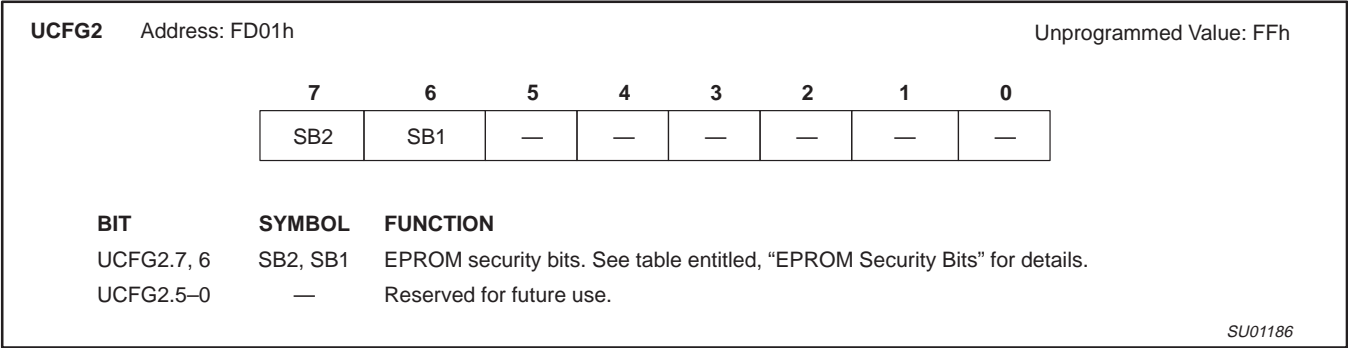 UCFG2 Address: FD01h Unprogrammed Value: FFh
7 6 5 4 3 2 1 0
SB2 SB1 — — — — — —
BIT SYMBOL FUNCTION
UCFG2.7, 6 SB2, SB1 EPROM security bits. See table entitled, “EPROM Security Bits” for details.
UCFG2.5–0 — Reserved for future use.
SU01186